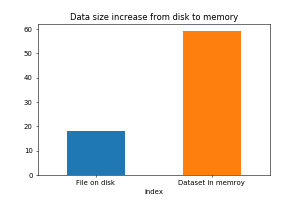 Data size increase from disk to memory
60
50
40
30
20
10
0
File on disk Dataset in memroy
Index